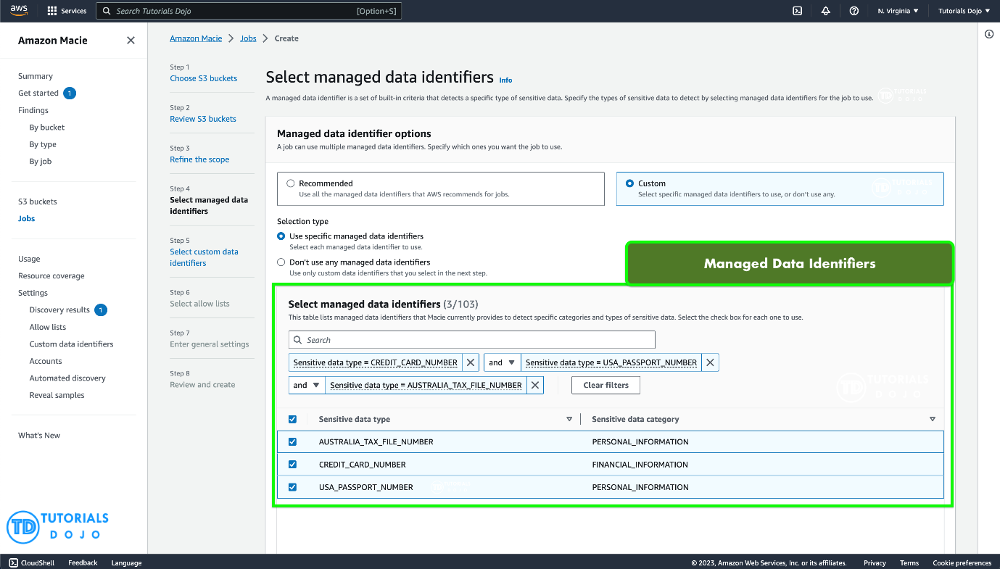 aws
Services
Search Tutorials Dojo
[Option+S]
N. Virginia
Tutorials Dojo
Amazon Macie
Summary
Get started 1
Findings
By bucket
By type
By job
S3 buckets
Jobs
Usage
Resource coverage
Settings
Discovery results 1
Allow lists
Custom data identifiers
Accounts
Automated discovery
Reveal samples
What's New
TD TUTORIALS
DOJO
Amazon Macie > Jobs > Create
Step 1
Choose S3 buckets
Step 2
Review S3 buckets
Step 3
Refine the scope
Step 4
Select managed data
identifiers
Step 5
Select custom data
identifiers
Step 6
Select allow lists
Step 7
Enter general settings
Step 8
Review and create
Select managed data identifiers Info
A managed data identifier is a set of built-in criteria that detects a specific type of sensitive data. Specify the types of sensitive data to detect by selecting managed data identifiers for the job to use.
TD TUTORIALS
DOJO
Managed data identifier options
A job can use multiple managed data identifiers. Specify which ones you want the job to use.
Recommended
Use all the managed data identifiers that AWS recommends for jobs.
Custom
Select specific managed data identifiers to use, or don't use any.
TD TUTORIALS
DOJO
Selection type
Use specific managed data identifiers
Select each managed data identifier to use.
Don't use any managed data identifiers
Use only custom data identifiers that you select in the next step.
Managed Data Identifiers
Select managed data identifiers (3/103)
This table lists managed data identifiers that Macie currently provides to detect specific categories and types of sensitive data. Select the check box for each one to use.
Search
Sensitive data type = CREDIT_CARD_NUMBER
and
Sensitive data type = USA_PASSPORT_NUMBER
and
Sensitive data type = AUSTRALIA_TAX_FILE_NUMBER
Clear filters
TD TUTORIALS
DOJO
Sensitive data type
Sensitive data category
AUSTRALIA_TAX_FILE_NUMBER PERSONAL_INFORMATION
CREDIT_CARD_NUMBER FINANCIAL_INFORMATION
USA_PASSPORT_NUMBER PERSONAL_INFORMATION
CloudShell
Feedback
Language
© 2023, Amazon Web Services, Inc. or its affiliates.
Privacy
Terms
Cookie preferences